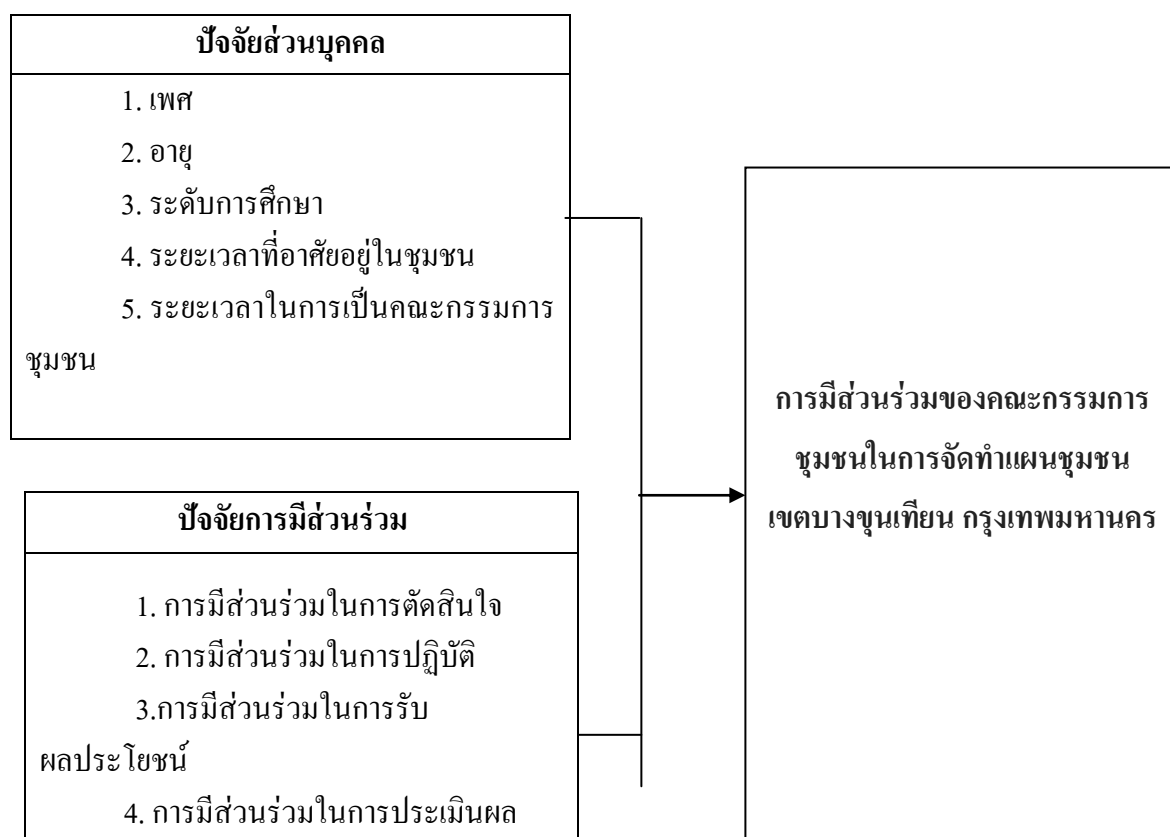 ปัจจัยส่วนบุคคล
1. เพศ
2. อายุ
3. ระดับการศึกษา
4. ระยะเวลาที่อาศัยอยู่ในชุมชน
5. ระยะเวลาในการเป็นคณะกรรมการ
ชุมชน
ปัจจัยการมีส่วนร่วม
1. การมีส่วนร่วมในการตัดสินใจ
2. การมีส่วนร่วมในการปฏิบัติ
3.การมีส่วนร่วมในการรับ
ผลประโยชน์
4. การมีส่วนร่วมในการประเมินผล
การมีส่วนร่วมของคณะกรรมการ
ชุมชนในการจัดทำแผนชุมชน
เขตบางขุนเทียน กรุงเทพมหานคร